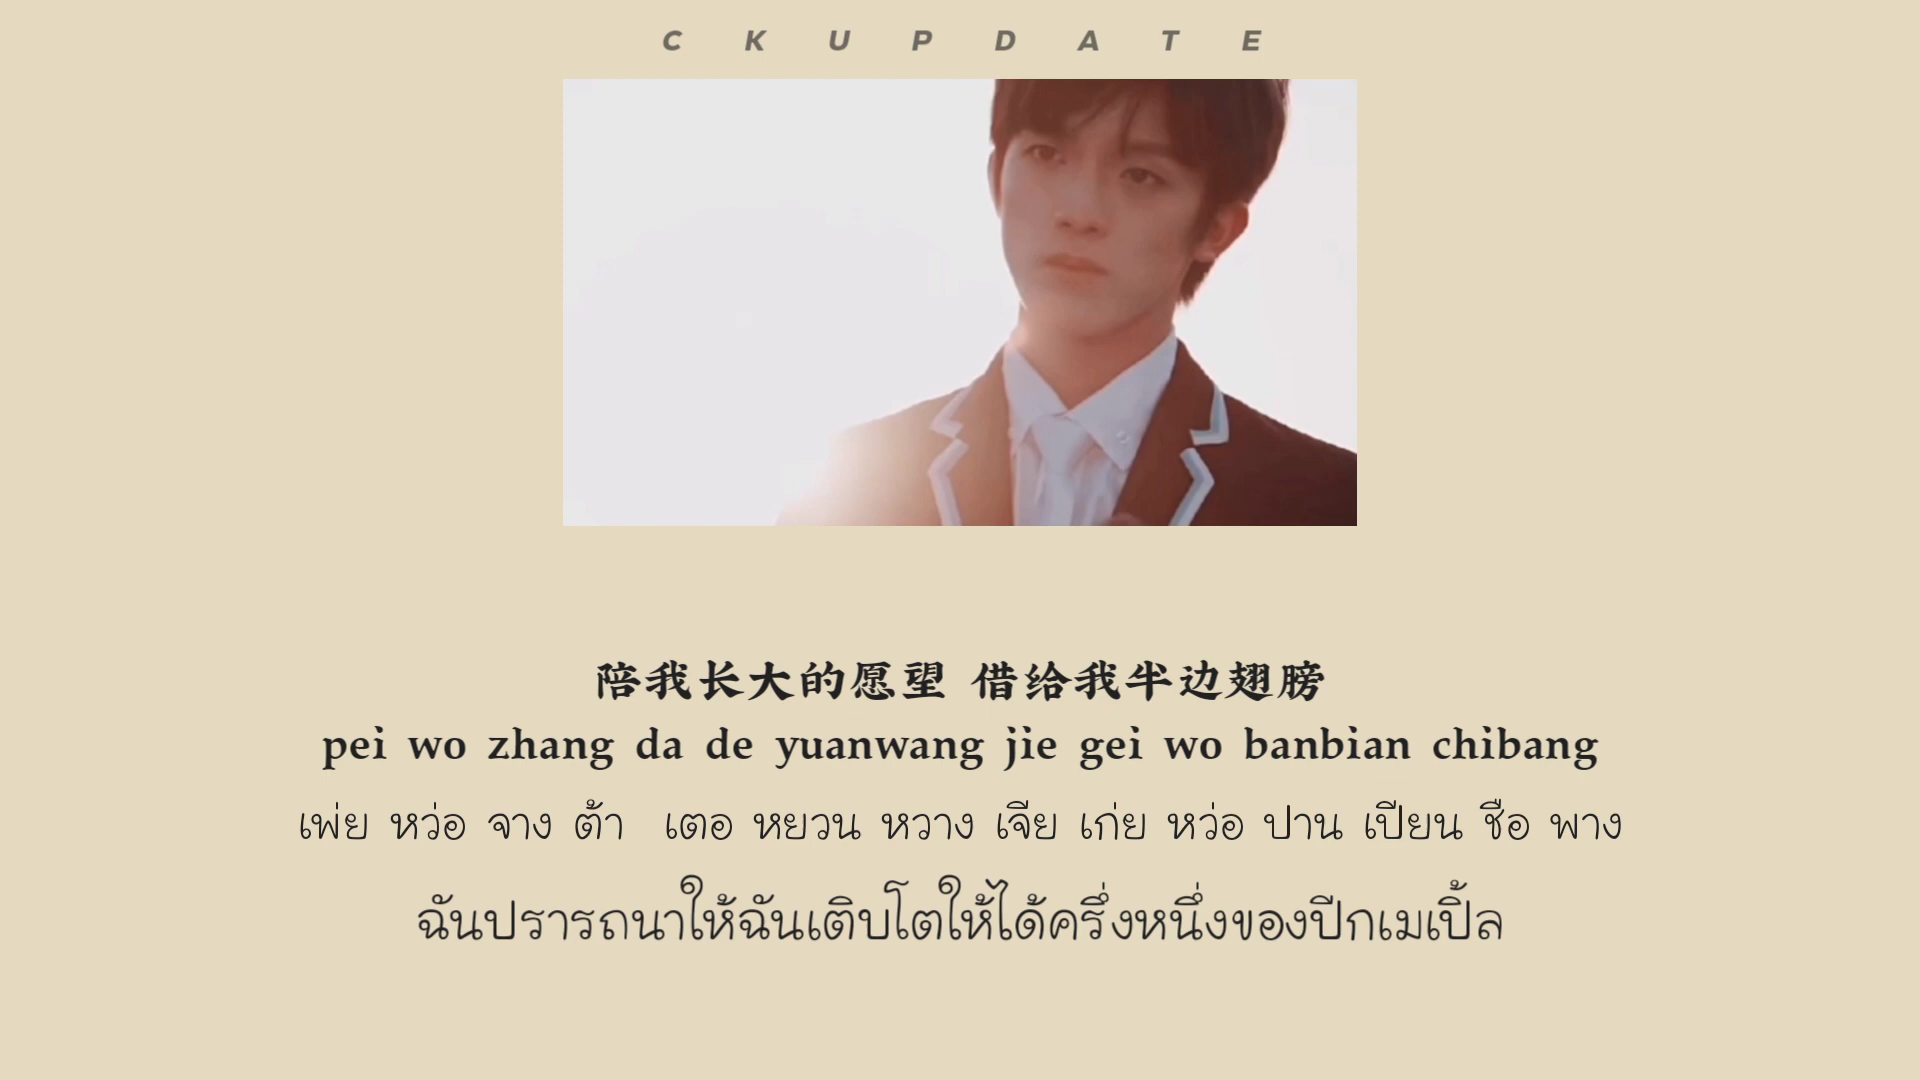 CKUPDATE
陪我长大的愿望 借给我半边翅膀
pei wo zhang da de yuanwang jie gei wo banbian chibang
เพ่ย หว่อ จาง ต้า เตอ หยวน หวาง เจีย เก่ย หว่อ ปาน เปียน ชือ พาง
ฉันปรารถนาให้ฉันเติบโตให้ได้ครึ่งหนึ่งของปีกเมเปิ้ล